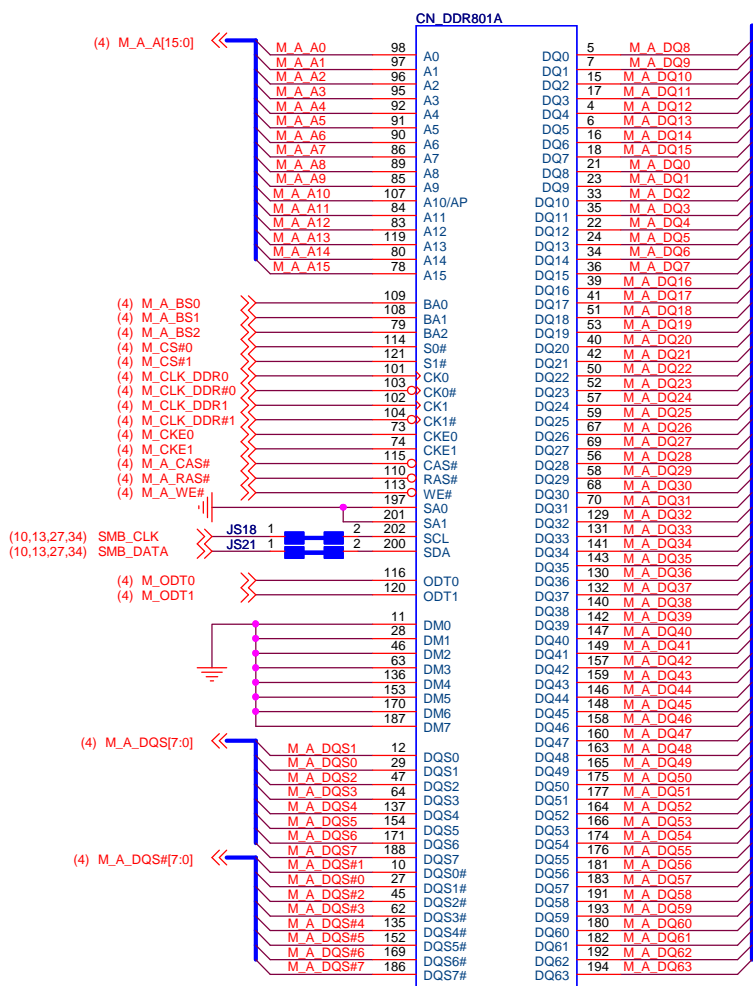 CN_DDR801A
(4) M_A_A[15:0]
M_A_A0 98 A0
M_A_A1 97 A1
M_A_A2 96 A2
M_A_A3 95 A3
M_A_A4 92 A4
M_A_A5 91 A5
M_A_A6 90 A6
M_A_A7 86 A7
M_A_A8 89 A8
M_A_A9 85 A9
M_A_A10 107 A10/AP
M_A_A11 84 A11
M_A_A12 83 A12
M_A_A13 119 A13
M_A_A14 80 A14
M_A_A15 78 A15
(4) M_A_BS0 109 BA0
(4) M_A_BS1 108 BA1
(4) M_A_BS2 79 BA2
(4) M_CS#0 114 S0#
(4) M_CS#1 121 S1#
(4) M_CLK_DDR0 101 CK0
(4) M_CLK_DDR#0 103 CK0#
(4) M_CLK_DDR1 102 CK1
(4) M_CLK_DDR#1 104 CK1#
(4) M_CKE0 73 CKE0
(4) M_CKE1 74 CKE1
(4) M_A_CAS# 115 CAS#
(4) M_A_RAS# 110 RAS#
(4) M_A_WE# 113 WE#
197 SA0
201 SA1
(10,13,27,34) SMB_CLK JS18 1 2 202 SCL
(10,13,27,34) SMB_DATA JS21 1 2 200 SDA
(4) M_ODT0 116 ODT0
(4) M_ODT1 120 ODT1
11 DM0
28 DM1
46 DM2
63 DM3
136 DM4
153 DM5
170 DM6
187 DM7
(4) M_A_DQS[7:0]
M_A_DQS1 12 DQS0
M_A_DQS0 29 DQS1
M_A_DQS2 47 DQS2
M_A_DQS3 64 DQS3
M_A_DQS4 137 DQS4
M_A_DQS5 154 DQS5
M_A_DQS6 171 DQS6
M_A_DQS7 188 DQS7
(4) M_A_DQS#[7:0]
M_A_DQS#1 10 DQS0#
M_A_DQS#0 27 DQS1#
M_A_DQS#2 45 DQS2#
M_A_DQS#3 62 DQS3#
M_A_DQS#4 135 DQS4#
M_A_DQS#5 152 DQS5#
M_A_DQS#6 169 DQS6#
M_A_DQS#7 186 DQS7#
DQ0 5 M_A_DQ8
DQ1 7 M_A_DQ9
DQ2 15 M_A_DQ10
DQ3 17 M_A_DQ11
DQ4 4 M_A_DQ12
DQ5 6 M_A_DQ13
DQ6 16 M_A_DQ14
DQ7 18 M_A_DQ15
DQ8 21 M_A_DQ0
DQ9 23 M_A_DQ1
DQ10 33 M_A_DQ2
DQ11 35 M_A_DQ3
DQ12 22 M_A_DQ4
DQ13 24 M_A_DQ5
DQ14 34 M_A_DQ6
DQ15 36 M_A_DQ7
DQ16 39 M_A_DQ16
DQ17 41 M_A_DQ17
DQ18 51 M_A_DQ18
DQ19 53 M_A_DQ19
DQ20 40 M_A_DQ20
DQ21 42 M_A_DQ21
DQ22 50 M_A_DQ22
DQ23 52 M_A_DQ23
DQ24 57 M_A_DQ24
DQ25 59 M_A_DQ25
DQ26 67 M_A_DQ26
DQ27 69 M_A_DQ27
DQ28 56 M_A_DQ28
DQ29 58 M_A_DQ29
DQ30 68 M_A_DQ30
DQ31 70 M_A_DQ31
DQ32 129 M_A_DQ32
DQ33 131 M_A_DQ33
DQ34 141 M_A_DQ34
DQ35 143 M_A_DQ35
DQ36 130 M_A_DQ36
DQ37 132 M_A_DQ37
DQ38 140 M_A_DQ38
DQ39 142 M_A_DQ39
DQ40 147 M_A_DQ40
DQ41 149 M_A_DQ41
DQ42 157 M_A_DQ42
DQ43 159 M_A_DQ43
DQ44 146 M_A_DQ44
DQ45 148 M_A_DQ45
DQ46 158 M_A_DQ46
DQ47 160 M_A_DQ47
DQ48 163 M_A_DQ48
DQ49 165 M_A_DQ49
DQ50 175 M_A_DQ50
DQ51 177 M_A_DQ51
DQ52 164 M_A_DQ52
DQ53 166 M_A_DQ53
DQ54 174 M_A_DQ54
DQ55 176 M_A_DQ55
DQ56 181 M_A_DQ56
DQ57 183 M_A_DQ57
DQ58 191 M_A_DQ58
DQ59 193 M_A_DQ59
DQ60 180 M_A_DQ60
DQ61 182 M_A_DQ61
DQ62 192 M_A_DQ62
DQ63 194 M_A_DQ63